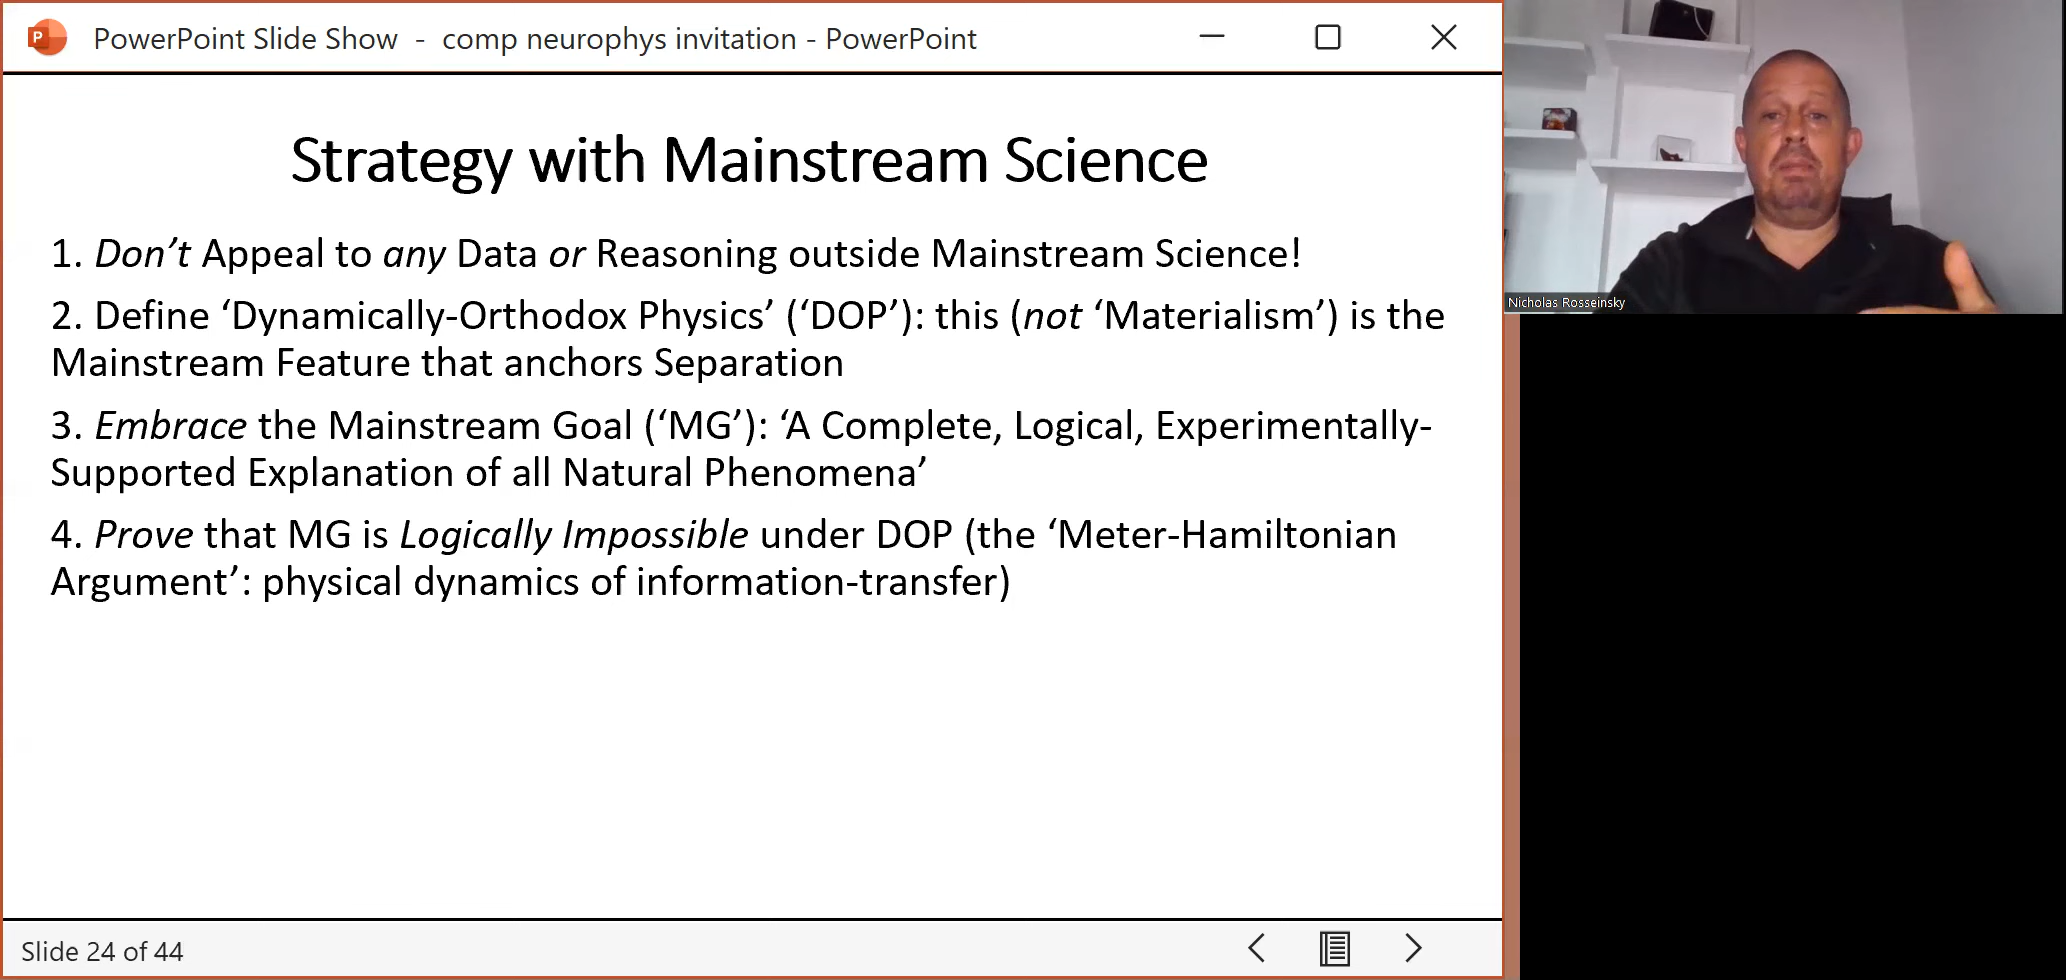 PowerPoint Slide Show - comp neurophys invitation - PowerPoint
Strategy with Mainstream Science
1. Don’t Appeal to any Data or Reasoning outside Mainstream Science!
2. Define ‘Dynamically-Orthodox Physics’ (‘DOP’): this (not ‘Materialism’) is the
Mainstream Feature that anchors Separation
3. Embrace the Mainstream Goal (‘MG’): ‘A Complete, Logical, Experimentally-
Supported Explanation of all Natural Phenomena’
4. Prove that MG is Logically Impossible under DOP (the ‘Meter-Hamiltonian
Argument’: physical dynamics of information-transfer)
Slide 24 of 44
Nicholas Rosseinsky